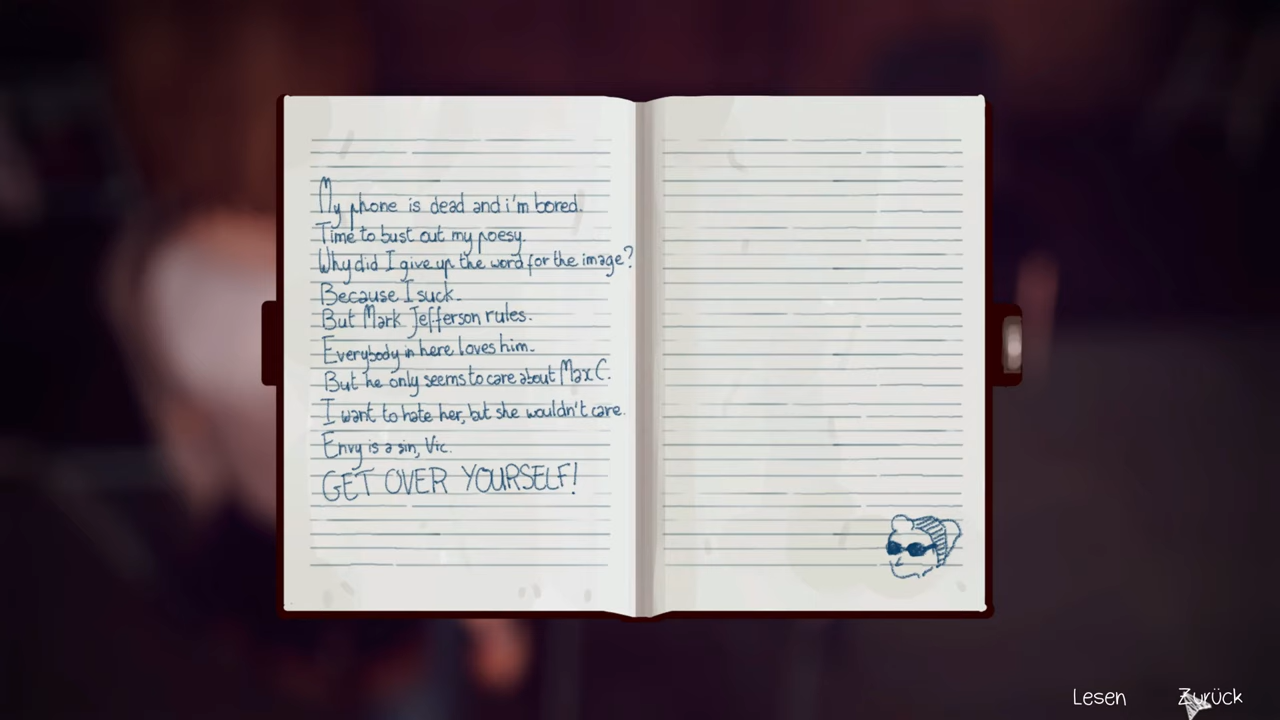 My phone is dead and i'm bored.
Time to bust out my poesy.
Why did I give up the word for the image?
Because I suck.
But Mark Jefferson rules.
Everybody in here loves him.
But he only seems to care about Max C.
I want to hate her, but she wouldn't care.
Envy is a sin, Vic.
GET OVER YOURSELF!
Lesen
Zurück